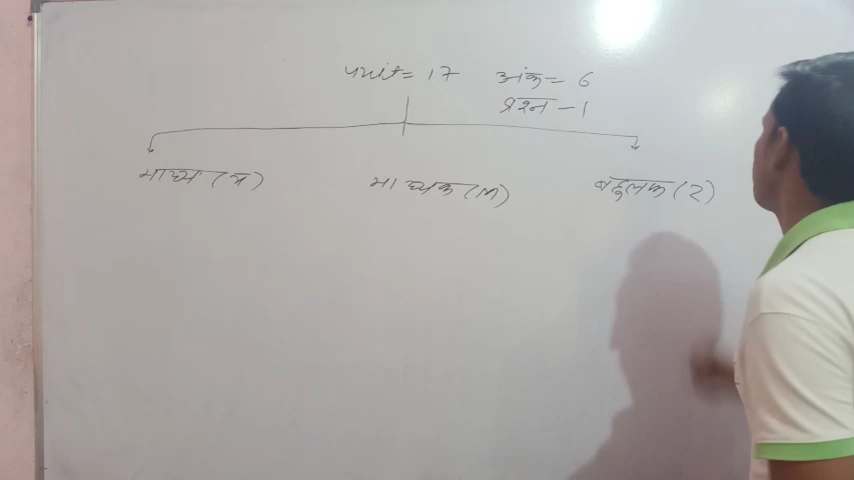 unit = 17 अंक = 6
प्रश्न - 1
माध्य (x̄) माध्यक (M) बहुलक (Z)